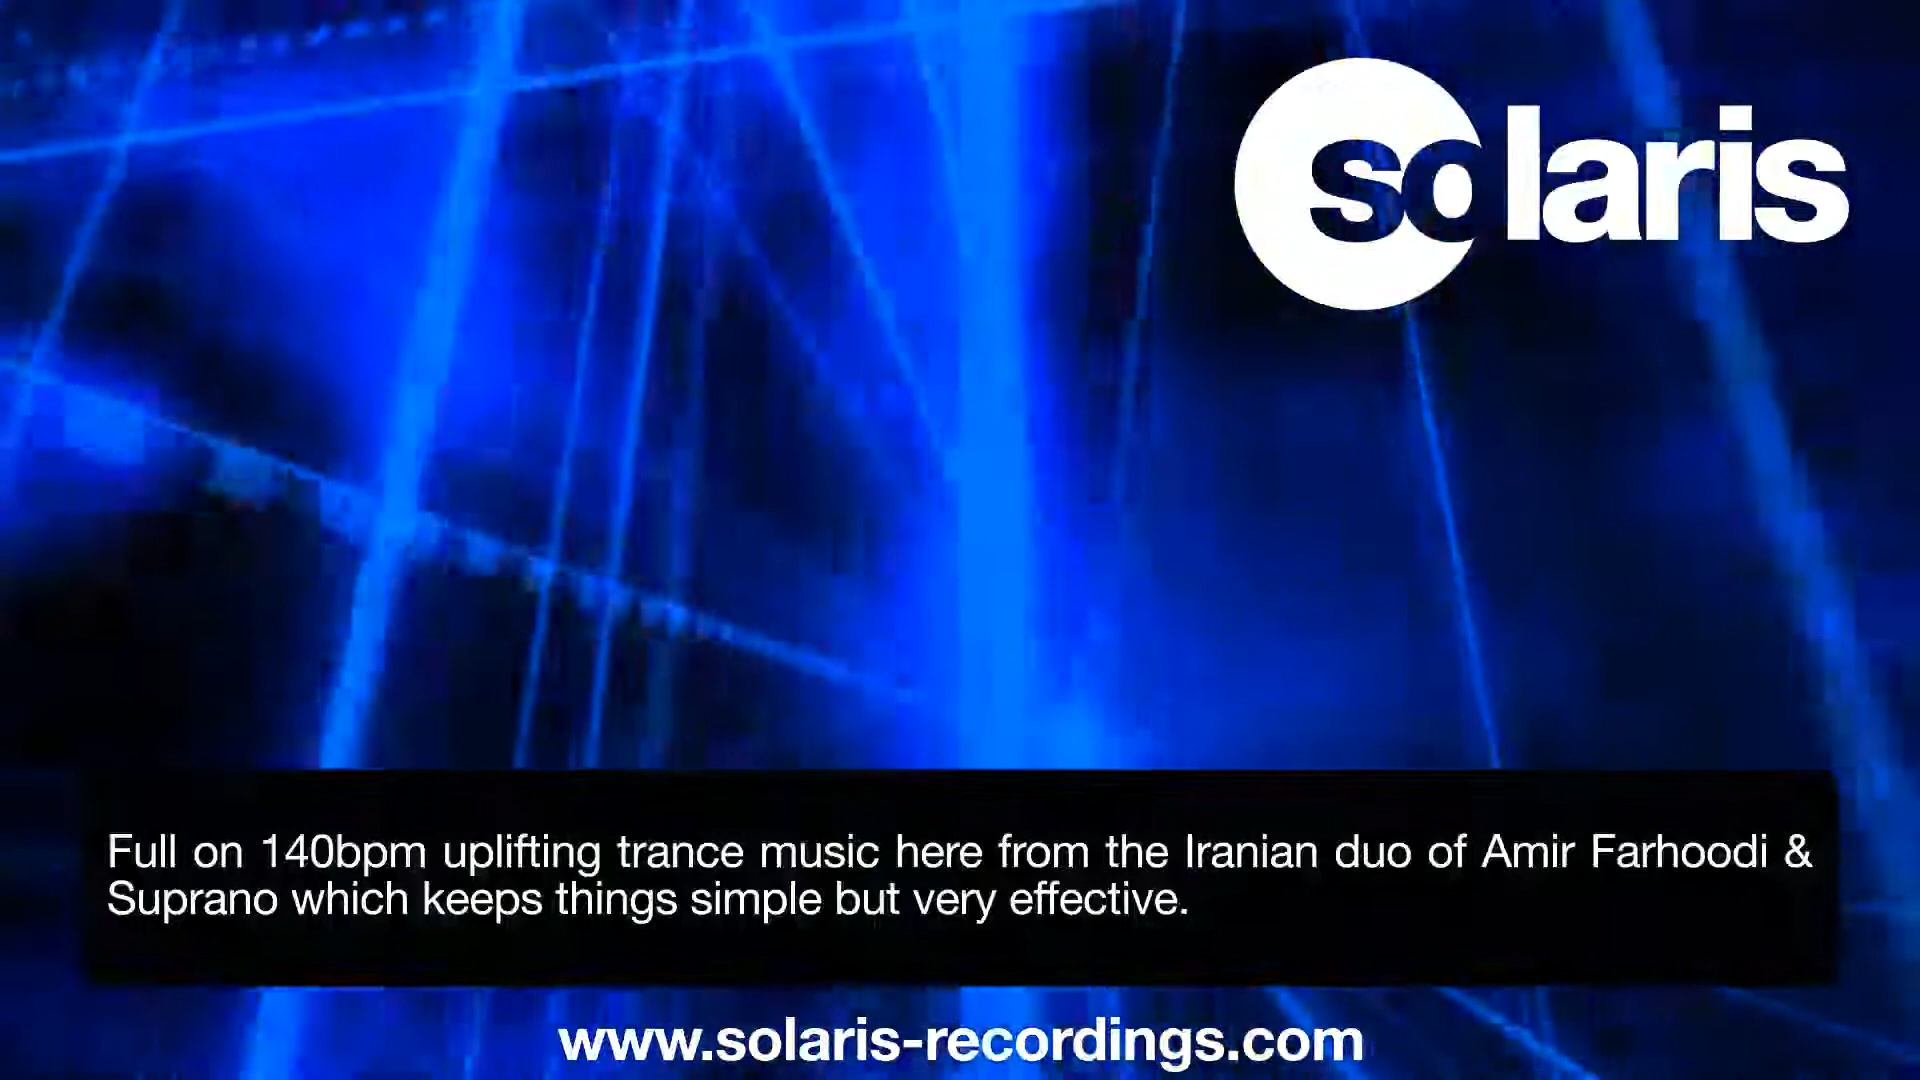 solaris
Full on 140bpm uplifting trance music here from the Iranian duo of Amir Farhoodi &
Suprano which keeps things simple but very effective.
www.solaris-recordings.com